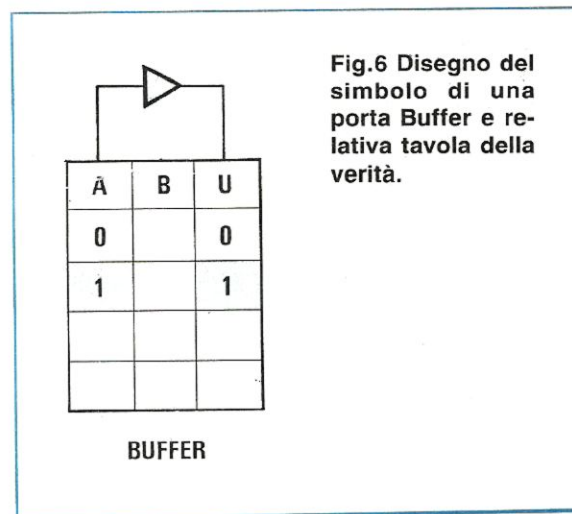 Fig.6 Disegno del
simbolo di una
porta Buffer e re-
lativa tavola della
verità.
A B U
0 0
1 1
BUFFER